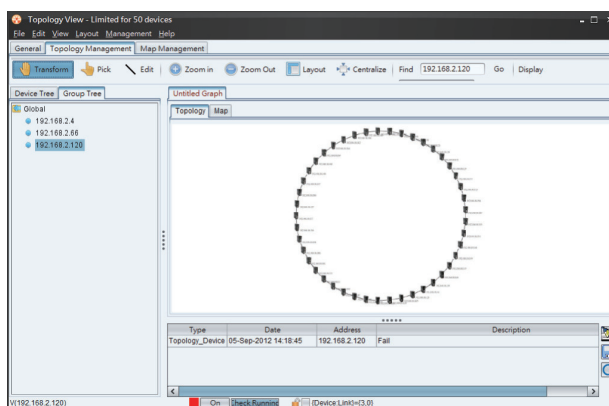 Topology View - Limited for 50 devices
File Edit View Layout Management Help
General Topology Management Map Management
Transform Pick Edit Zoom in Zoom Out Layout Centralize Find 192.168.2.120 Go Display
Device Tree Group Tree
Untitled Graph
Global
192.168.2.4
192.168.2.66
192.168.2.120
Topology Map
Type Date Address Description
Topology_Device 05-Sep-2012 14:18:45 192.168.2.120 Fail
V(192.168.2.120) On Check Running {Device:Link}={3,0}